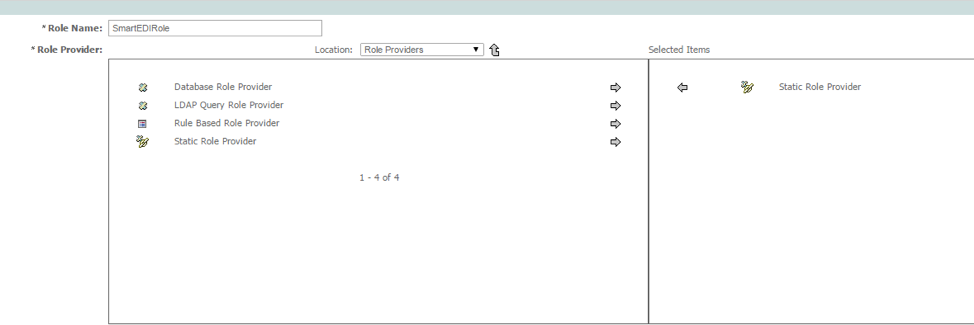 * Role Name: SmartEDIRole
* Role Provider: Location: Role Providers Selected Items
Database Role Provider Static Role Provider
LDAP Query Role Provider
Rule Based Role Provider
Static Role Provider
1 - 4 of 4